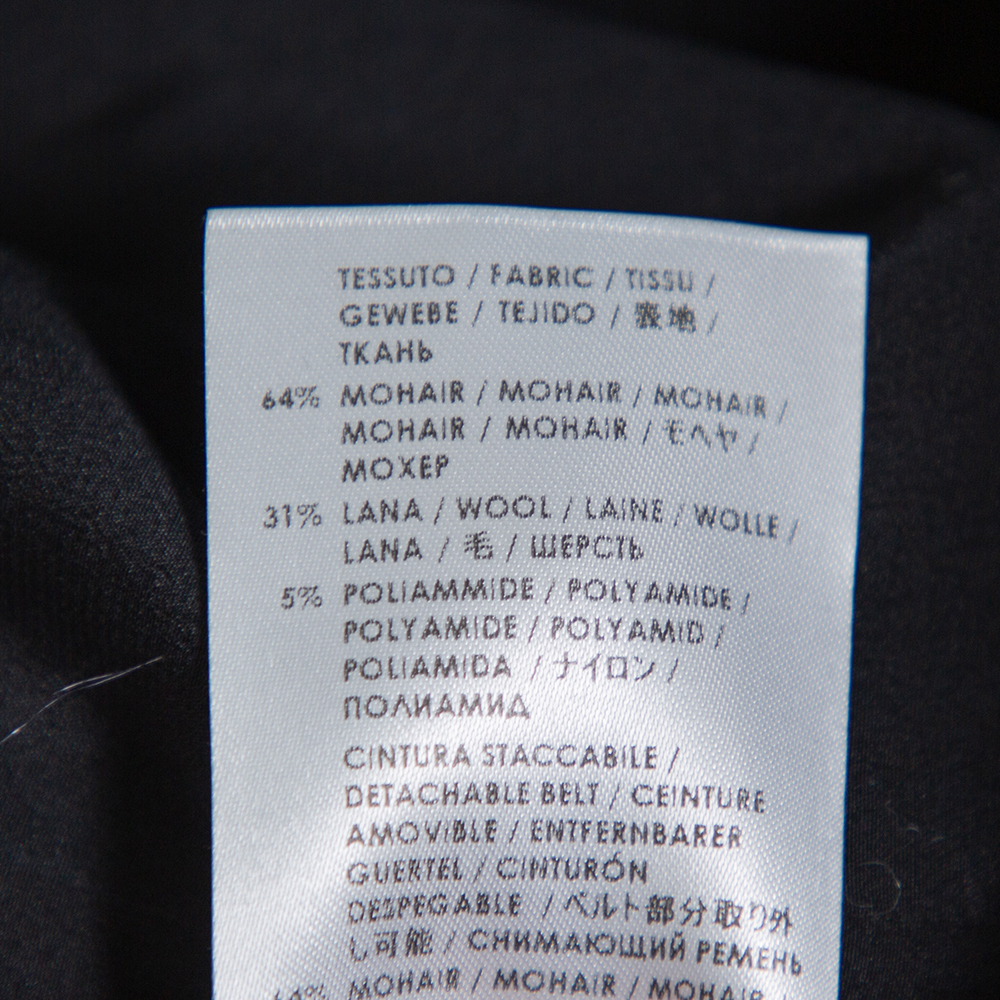 TESSUTO / FABRIC / TISSU /
GEWEBE / TEJIDO / 表地 /
ТКАНЬ
64% MOHAIR / MOHAIR / MOHAIR /
MOHAIR / MOHAIR / モヘヤ /
МОХЕР
31% LANA / WOOL / LAINE / WOLLE /
LANA / 毛 / ШЕРСТЬ
5% POLIAMMIDE / POLYAMIDE /
POLYAMIDE / POLYAMID /
POLIAMIDA / ナイロン /
ПОЛИАМИД
CINTURA STACCABILE /
DETACHABLE BELT / CEINTURE
AMOVIBLE / ENTFERNBARER
GUERTEL / CINTURÓN
DESPEGABLE / ベルト部分取り外
し可能 / СНИМАЮЩИЙ РЕМЕНЬ
64% MOHAIR / MOHAIR / MOHAIR